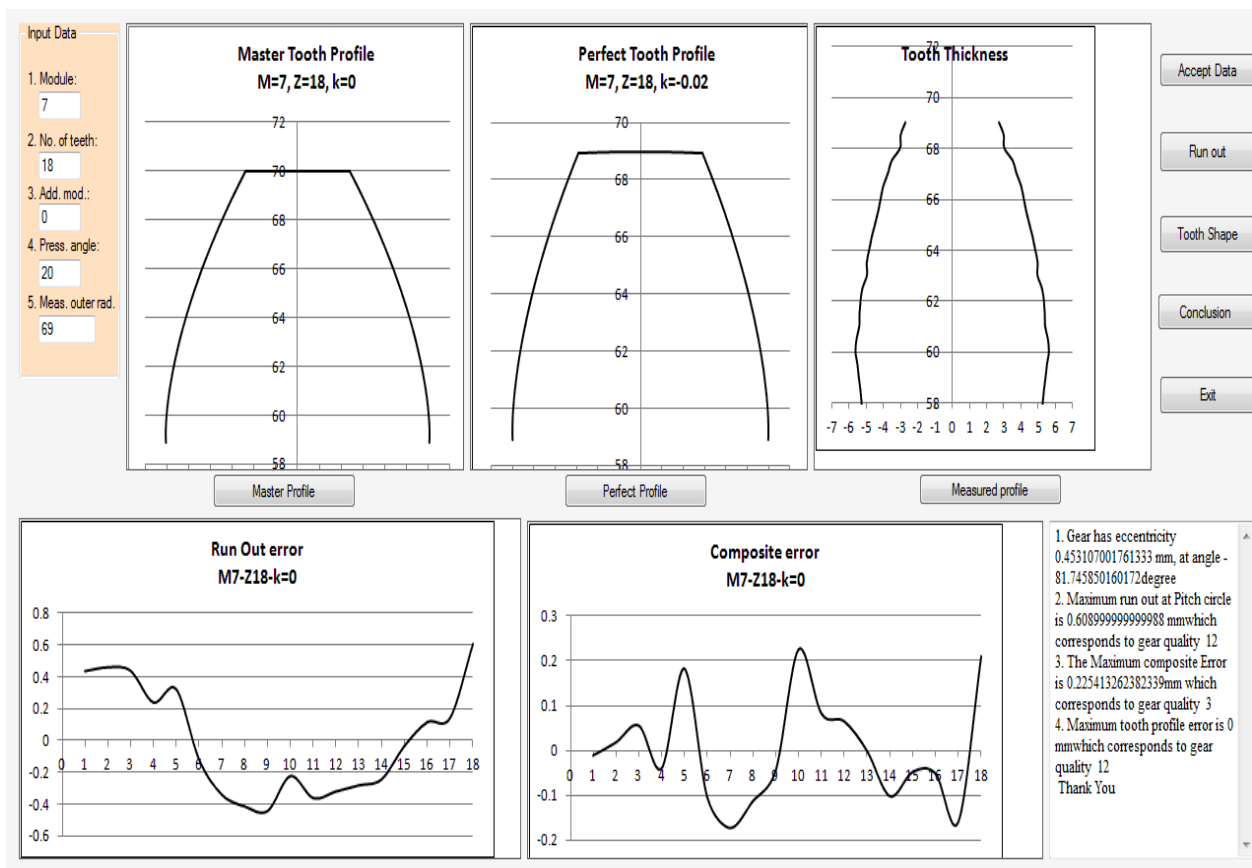 Input Data
1. Module:
7
2. No. of teeth:
18
3. Add. mod.:
0
4. Press. angle:
20
5. Meas. outer rad.
69
Master Tooth Profile
M=7, Z=18, k=0
72
70
68
66
64
62
60
58
Master Profile
Perfect Tooth Profile
M=7, Z=18, k=-0.02
70
68
66
64
62
60
58
Perfect Profile
Tooth Thickness
72
70
68
66
64
62
60
58
-7 -6 -5 -4 -3 -2 -1 0 1 2 3 4 5 6 7
Measured profile
Accept Data
Run out
Tooth Shape
Conclusion
Exit
Run Out error
M7-Z18-k=0
0.8
0.6
0.4
0.2
0
-0.2
-0.4
-0.6
0 1 2 3 4 5 6 7 8 9 10 11 12 13 14 15 16 17 18
Composite error
M7-Z18-k=0
0.3
0.2
0.1
0
-0.1
-0.2
0 1 2 3 4 5 6 7 8 9 10 11 12 13 14 15 16 17 18
1. Gear has eccentricity
0.453107001761333 mm, at angle -
81.745850160172degree
2. Maximum run out at Pitch circle
is 0.608999999999988 mmwhich
corresponds to gear quality 12
3. The Maximum composite Error
is 0.225413262382339mm which
corresponds to gear quality 3
4. Maximum tooth profile error is 0
mmwhich corresponds to gear
quality 12
Thank You